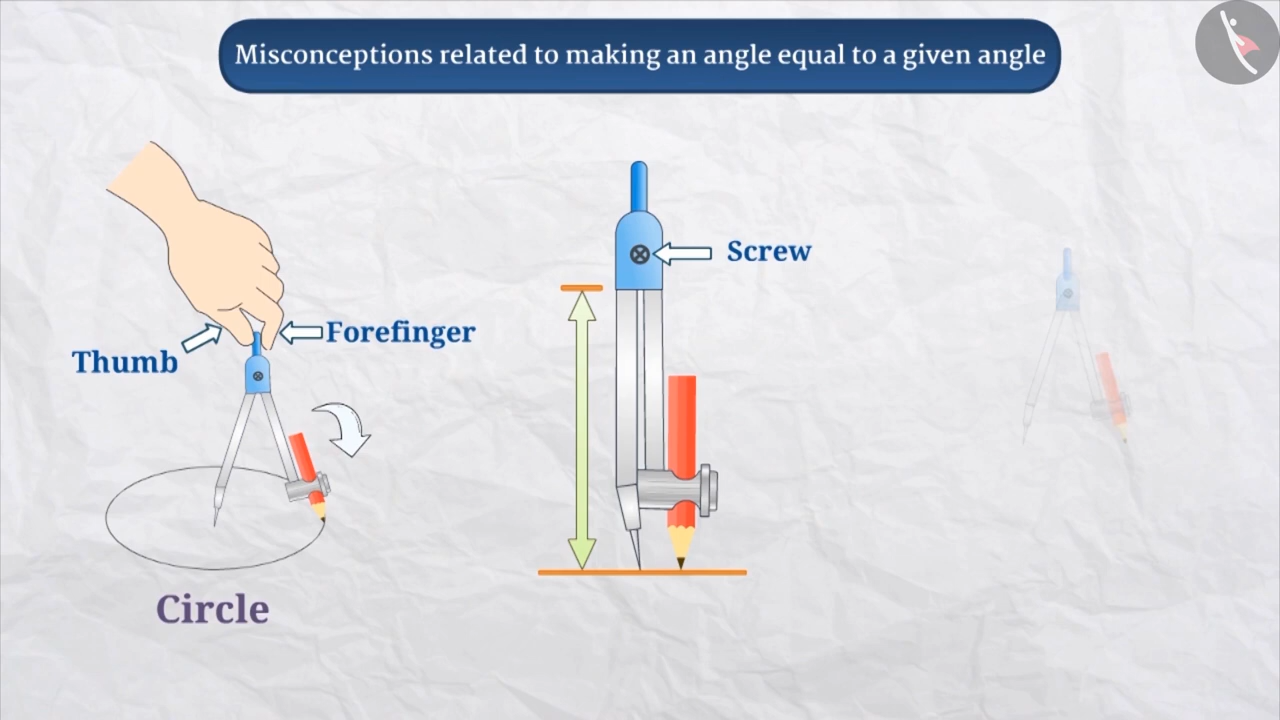 Misconceptions related to making an angle equal to a given angle
Screw
Thumb
Forefinger
Circle